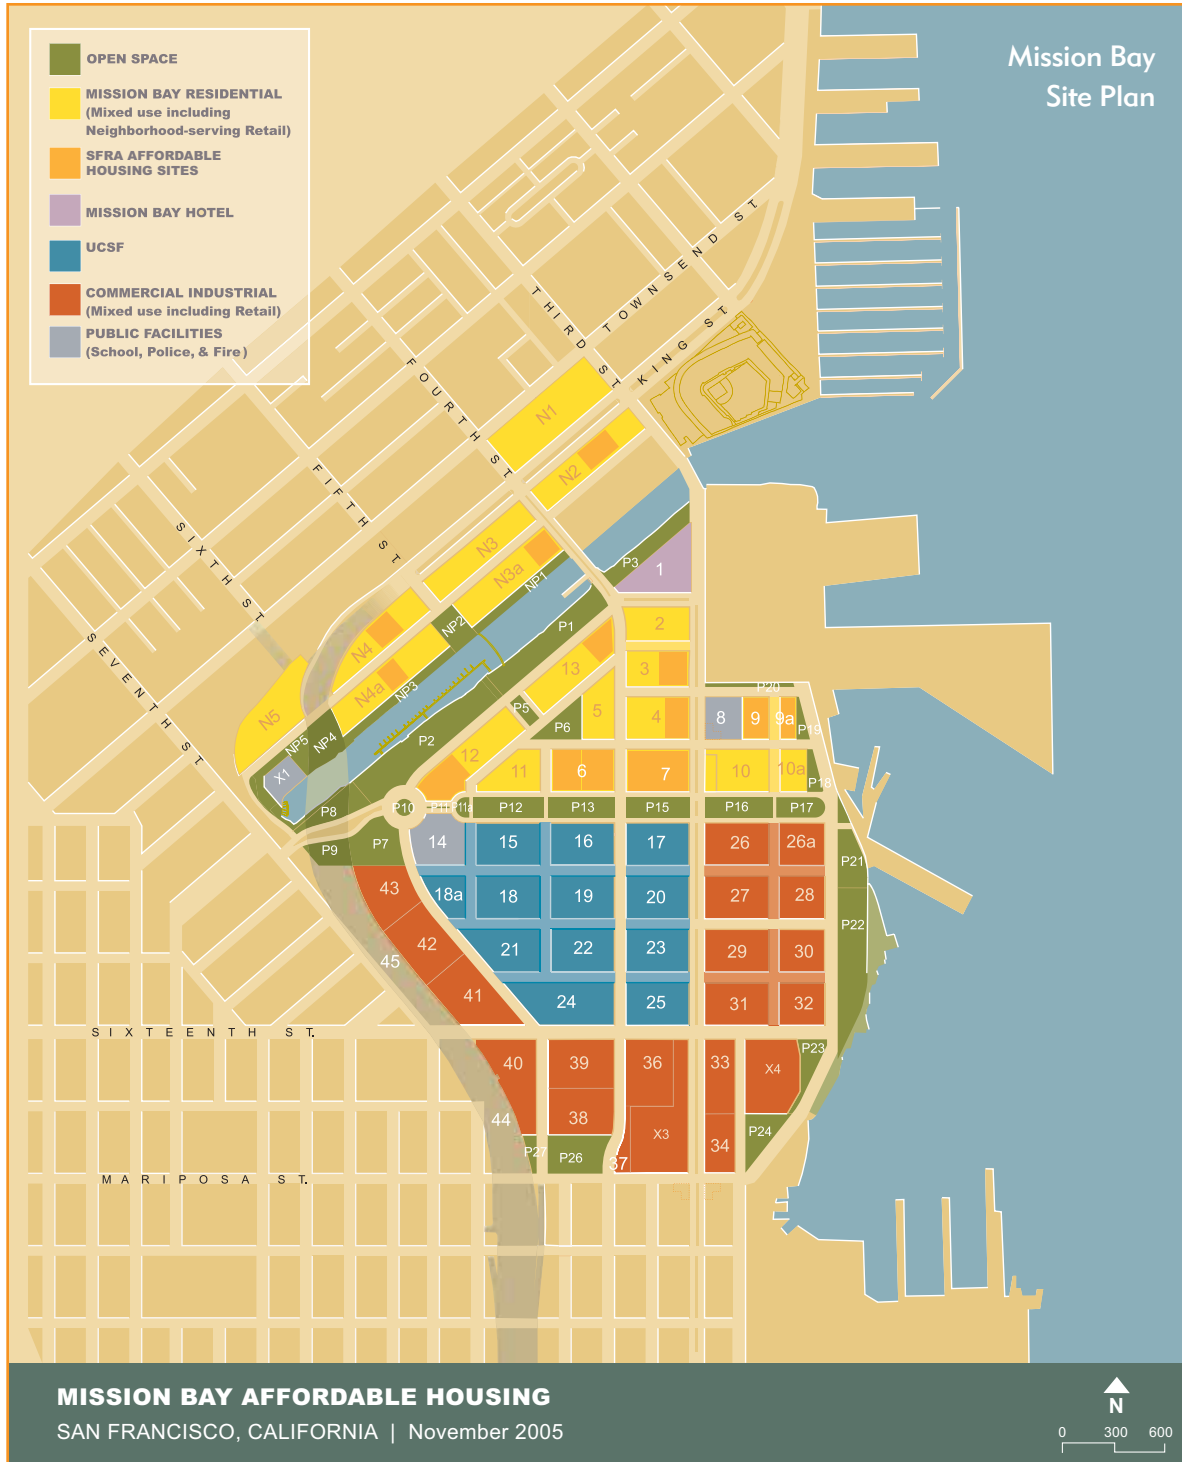 Mission Bay
Site Plan
OPEN SPACE
MISSION BAY RESIDENTIAL
(Mixed use including
Neighborhood-serving Retail)
SFRA AFFORDABLE
HOUSING SITES
MISSION BAY HOTEL
UCSF
COMMERCIAL INDUSTRIAL
(Mixed use including Retail)
PUBLIC FACILITIES
(School, Police, & Fire)
TOWNSEND ST.
THIRD ST.
KING ST.
FOURTH ST.
FIFTH ST.
SIXTH ST.
SEVENTH ST.
N1
N2
N3
N3a
NP1
P3
1
NP2
P1
2
N4
N4a
NP3
13
3
N5
NP5
NP4
P2
P5
P6
5
4
P20
8
9
9a
P19
X1
12
11
6
7
10
10a
P18
P8
P10
P11
P11a
P12
P13
P15
P16
P17
P9
P7
14
15
16
17
26
26a
P21
43
18a
18
19
20
27
28
P22
42
45
21
22
23
29
30
41
24
25
31
32
SIXTEENTH ST.
40
39
36
33
X4
P23
44
38
X3
34
P24
P27
P26
37
MARIPOSA ST.
MISSION BAY AFFORDABLE HOUSING
SAN FRANCISCO, CALIFORNIA | November 2005
N
0 300 600